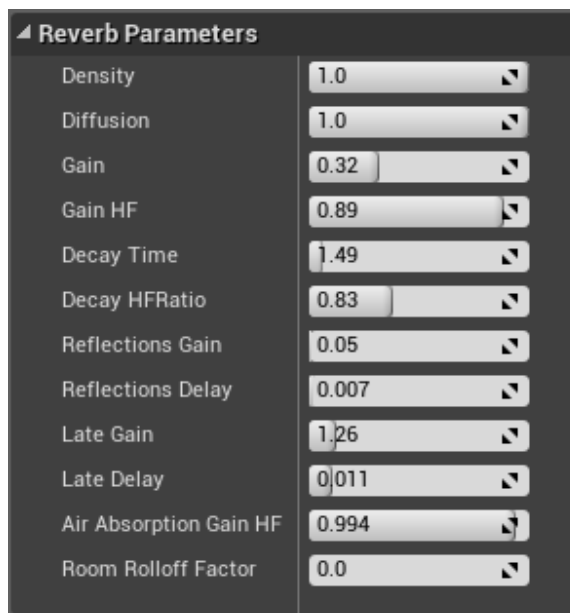 Reverb Parameters
Density 1.0
Diffusion 1.0
Gain 0.32
Gain HF 0.89
Decay Time 1.49
Decay HFRatio 0.83
Reflections Gain 0.05
Reflections Delay 0.007
Late Gain 1.26
Late Delay 0.011
Air Absorption Gain HF 0.994
Room Rolloff Factor 0.0